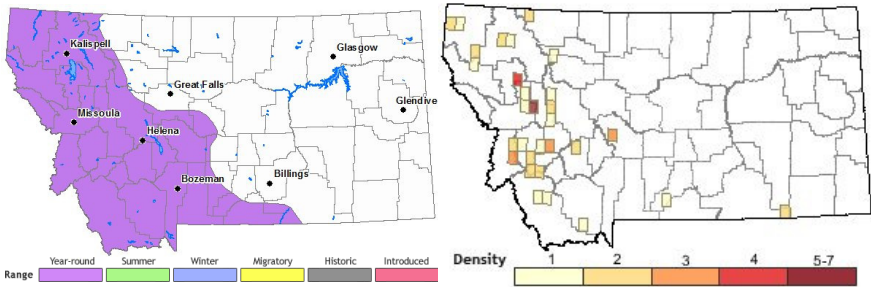 Kalispell
Glasgow
Great Falls
Glendive
Missoula
Helena
Bozeman
Billings
Year-round Summer Winter Migratory Historic Introduced
Range
Density 1 2 3 4 5-7